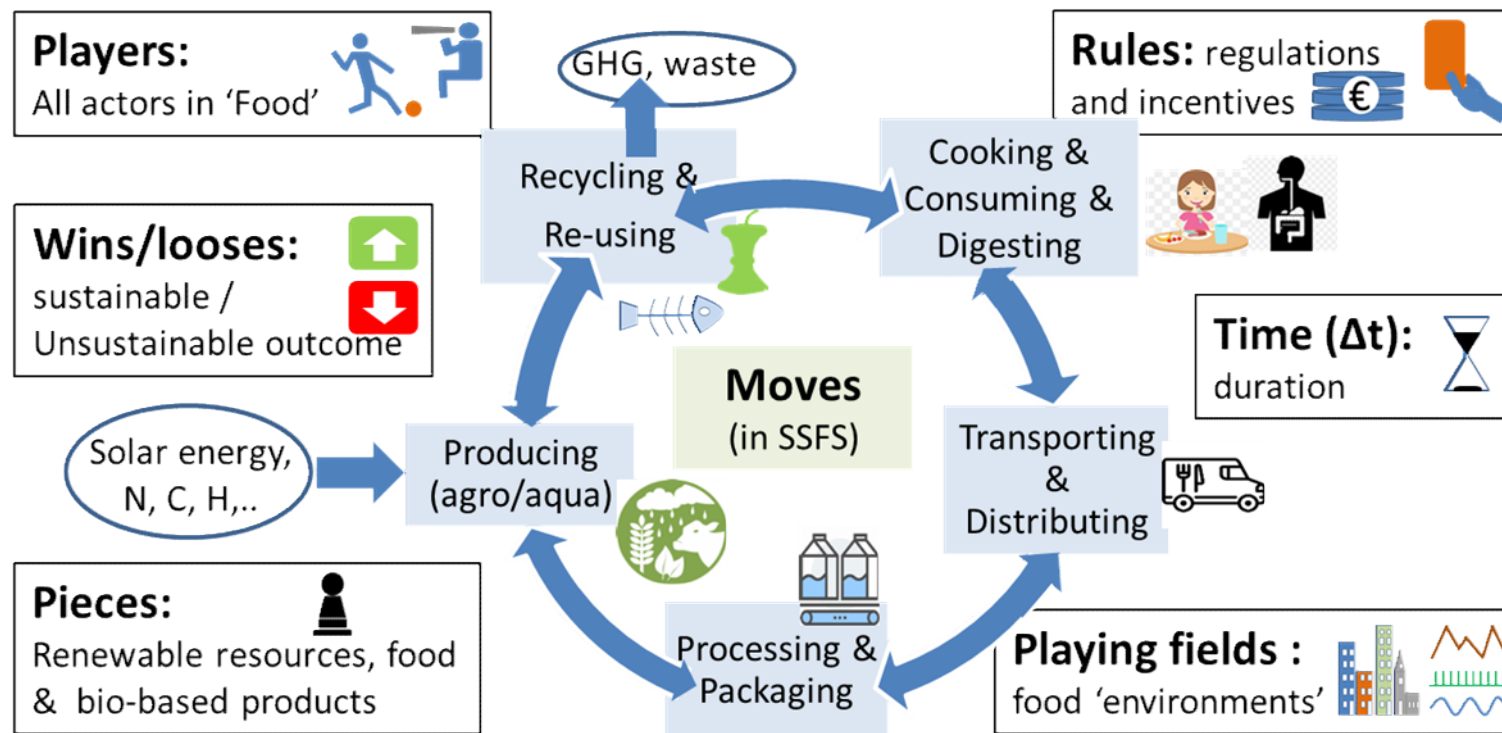 Players:
All actors in ‘Food’
GHG, waste
Rules: regulations
and incentives
€
Recycling &
Re-using
Cooking &
Consuming &
Digesting
Wins/looses:
sustainable /
Unsustainable outcome
Time (Δt):
duration
Moves
(in SSFS)
Solar energy,
N, C, H,..
Producing
(agro/aqua)
Transporting
&
Distributing
Pieces:
Renewable resources, food
& bio-based products
Processing &
Packaging
Playing fields :
food ‘environments’